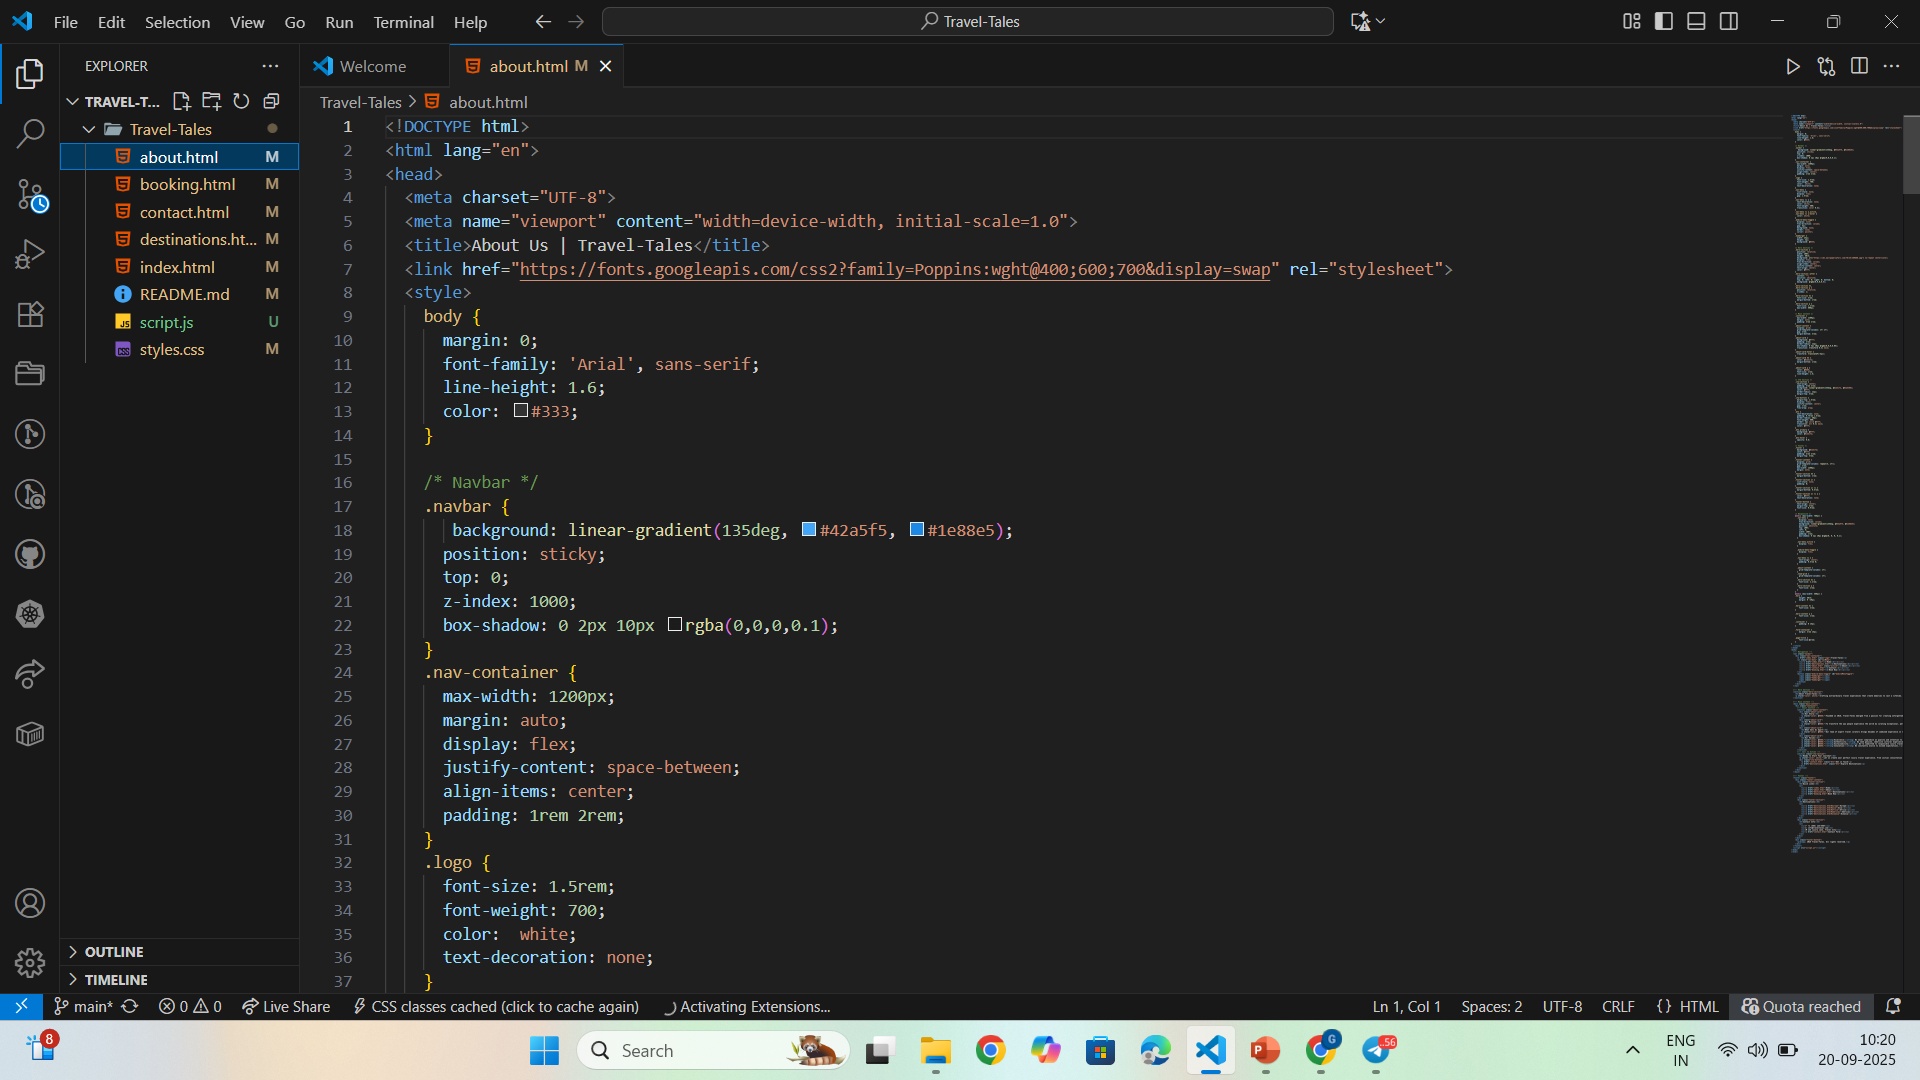 File Edit Selection View Go Run Terminal Help
Travel-Tales
EXPLORER
TRAVEL-T...
Travel-Tales
about.html M
booking.html M
contact.html M
destinations.ht... M
index.html M
README.md M
script.js U
styles.css M
OUTLINE
TIMELINE
Welcome
about.html M
Travel-Tales > about.html
1 <!DOCTYPE html>
2 <html lang="en">
3 <head>
4 <meta charset="UTF-8">
5 <meta name="viewport" content="width=device-width, initial-scale=1.0">
6 <title>About Us | Travel-Tales</title>
7 <link href="https://fonts.googleapis.com/css2?family=Poppins:wght@400;600;700&display=swap" rel="stylesheet">
8 <style>
9 body {
10 margin: 0;
11 font-family: 'Arial', sans-serif;
12 line-height: 1.6;
13 color: #333;
14 }
15
16 /* Navbar */
17 .navbar {
18 background: linear-gradient(135deg, #42a5f5, #1e88e5);
19 position: sticky;
20 top: 0;
21 z-index: 1000;
22 box-shadow: 0 2px 10px rgba(0,0,0,0.1);
23 }
24 .nav-container {
25 max-width: 1200px;
26 margin: auto;
27 display: flex;
28 justify-content: space-between;
29 align-items: center;
30 padding: 1rem 2rem;
31 }
32 .logo {
33 font-size: 1.5rem;
34 font-weight: 700;
35 color: white;
36 text-decoration: none;
37 }
main* 0 0 Live Share CSS classes cached (click to cache again) Activating Extensions... Ln 1, Col 1 Spaces: 2 UTF-8 CRLF {} HTML Quota reached
8
Search
G
..56
ENG
IN
10:20
20-09-2025